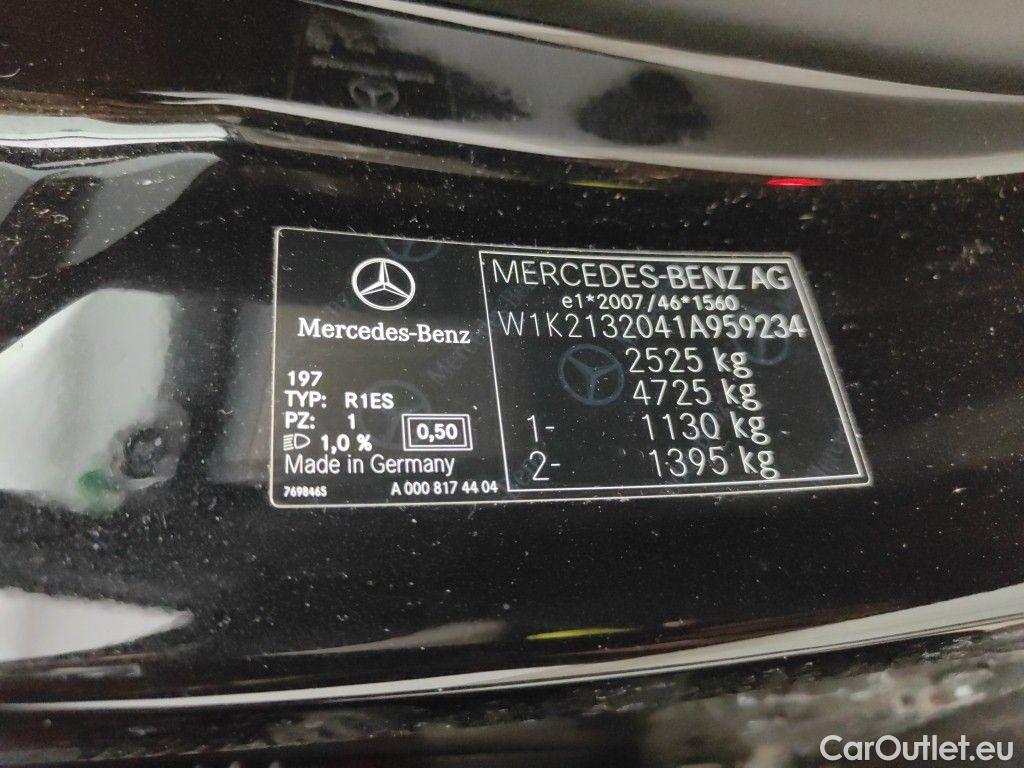 Mercedes-Benz
197
TYP: R1ES
PZ: 1
1,0 % 0,50
Made in Germany
7698465 A 000 817 44 04
MERCEDES-BENZ AG
e1*2007/46*1560
W1K2132041A959234
2525 kg
4725 kg
1- 1130 kg
2- 1395 kg
CarOutlet.eu